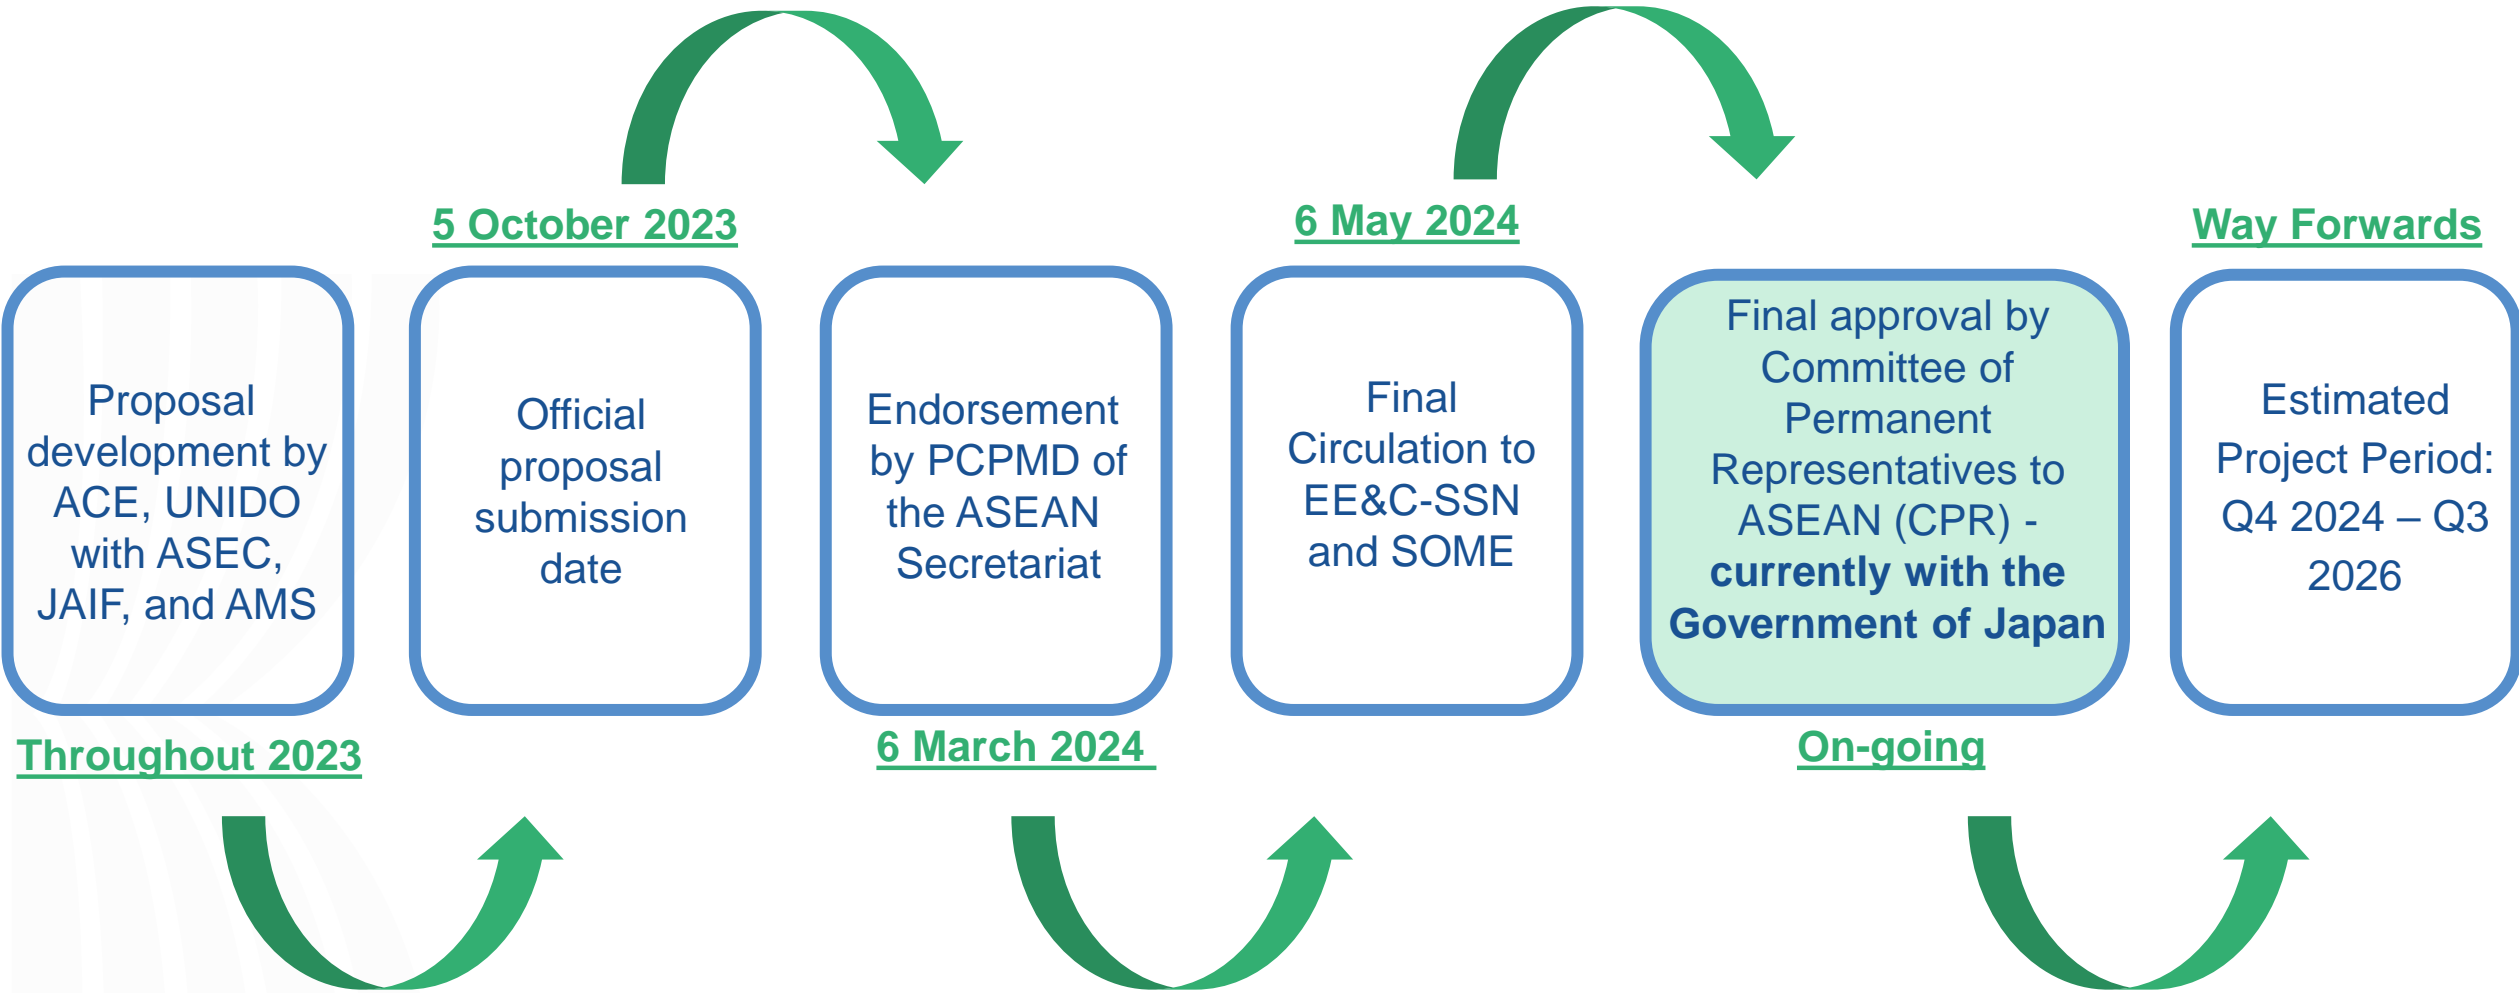 Throughout 2023
Proposal
development by
ACE, UNIDO
with ASEC,
JAIF, and AMS
5 October 2023
Official
proposal
submission
date
6 March 2024
Endorsement
by PCPMD of
the ASEAN
Secretariat
6 May 2024
Final
Circulation to
EE&C-SSN
and SOME
On-going
Final approval by
Committee of
Permanent
Representatives to
ASEAN (CPR) -
currently with the
Government of Japan
Way Forwards
Estimated
Project Period:
Q4 2024 – Q3
2026